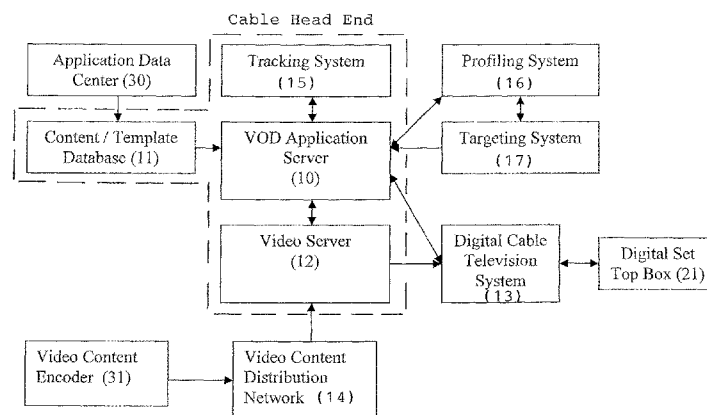 Cable Head End
Application Data
Center (30)
Tracking System
(15)
Profiling System
(16)
Content / Template
Database (11)
VOD Application
Server
(10)
Targeting System
(17)
Video Server
(12)
Digital Cable
Television
System
(13)
Digital Set
Top Box (21)
Video Content
Encoder (31)
Video Content
Distribution
Network (14)